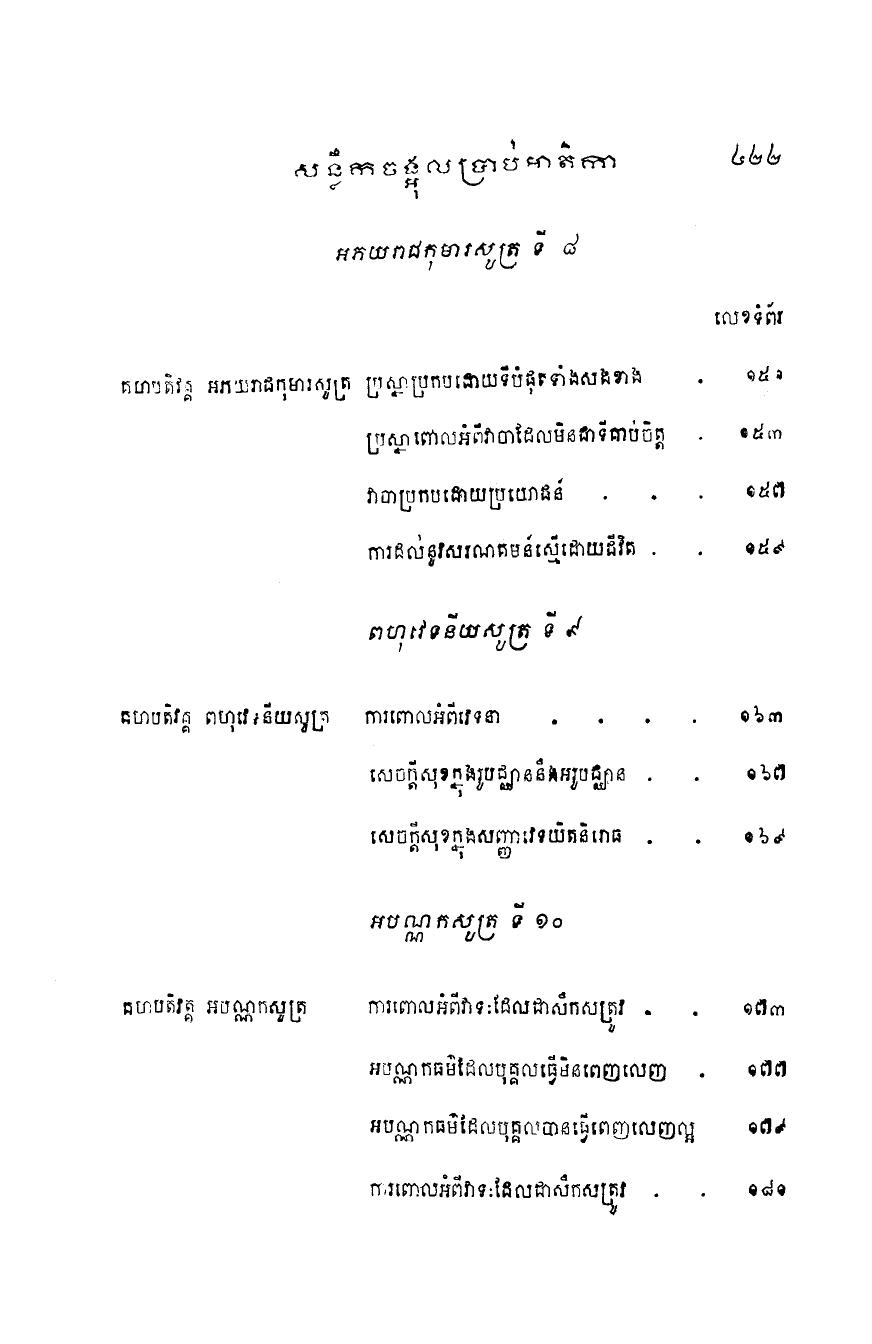 សន្លឹកចង្អុលប្រាប់មាតិកា ៤២២
អភយរាជកុមារសូត្រ ទី ៨
លេខទំព័រ
គហបតិវគ្គ អភយរាជកុមារសូត្រ ប្រស្នាប្រកបដោយទីបំផុតទាំងសងខាង . ១៥១
ប្រស្នាពោលអំពីវាចាដែលមិនជាទីគាប់ចិត្ត . ១៥៣
វាចាប្រកបដោយប្រយោជន៍ . . . ១៥៧
ការដល់នូវសរណគមន៍ស្មើដោយជីវិត . . ១៥៩
ពហុវេទនីយសូត្រ ទី ៩
គហបតិវគ្គ ពហុវេទនីយសូត្រ ការពោលអំពីវេទនា . . . . ១៦៣
សេចក្តីសុខក្នុងរូបជ្ឈាននឹងអរូបជ្ឈាន . . ១៦៧
សេចក្តីសុខក្នុងសញ្ញាវេទយិតនិរោធ . . ១៦៩
អបណ្ណកសូត្រ ទី ១០
គហបតិវគ្គ អបណ្ណកសូត្រ ការពោលអំពីវាទៈដែលជាសឹកសត្រូវ . . ១៧៣
អបណ្ណកធម៌ដែលបុគ្គលធ្វើមិនពេញលេញ . ១៧៧
អបណ្ណកធម៌ដែលបុគ្គលបានធ្វើពេញលេញល្អ ១៧៩
ការពោលអំពីវាទៈដែលជាសឹកសត្រូវ . . ១៨១